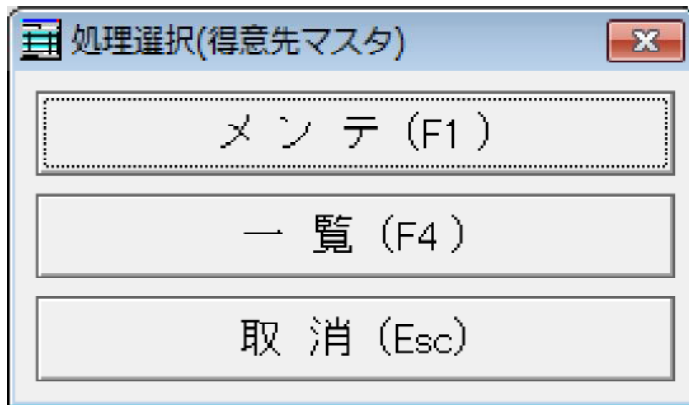 処理選択(得意先マスタ)
メ ン テ (F1 )
一 覧 (F4 )
取 消 (Esc)